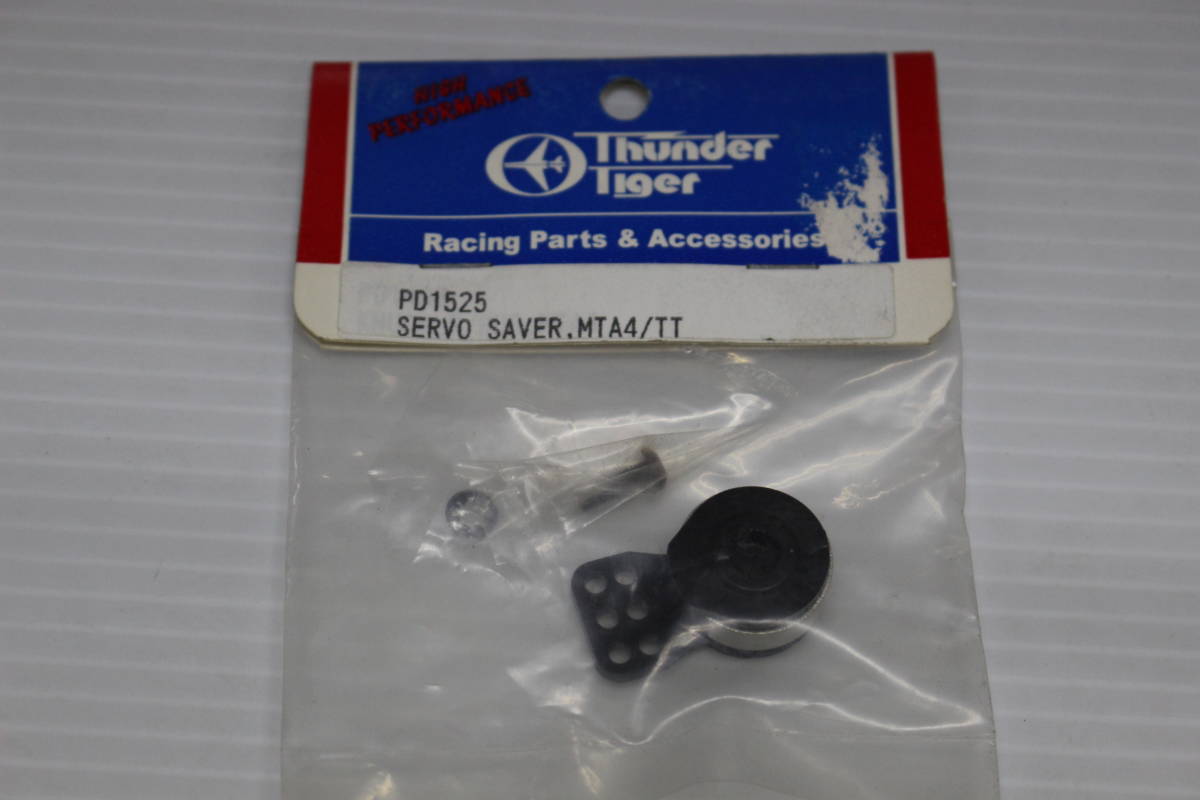 HIGH
PERFORMANCE
Thunder
Tiger
Racing Parts & Accessories
PD1525
SERVO SAVER,MTA4/TT